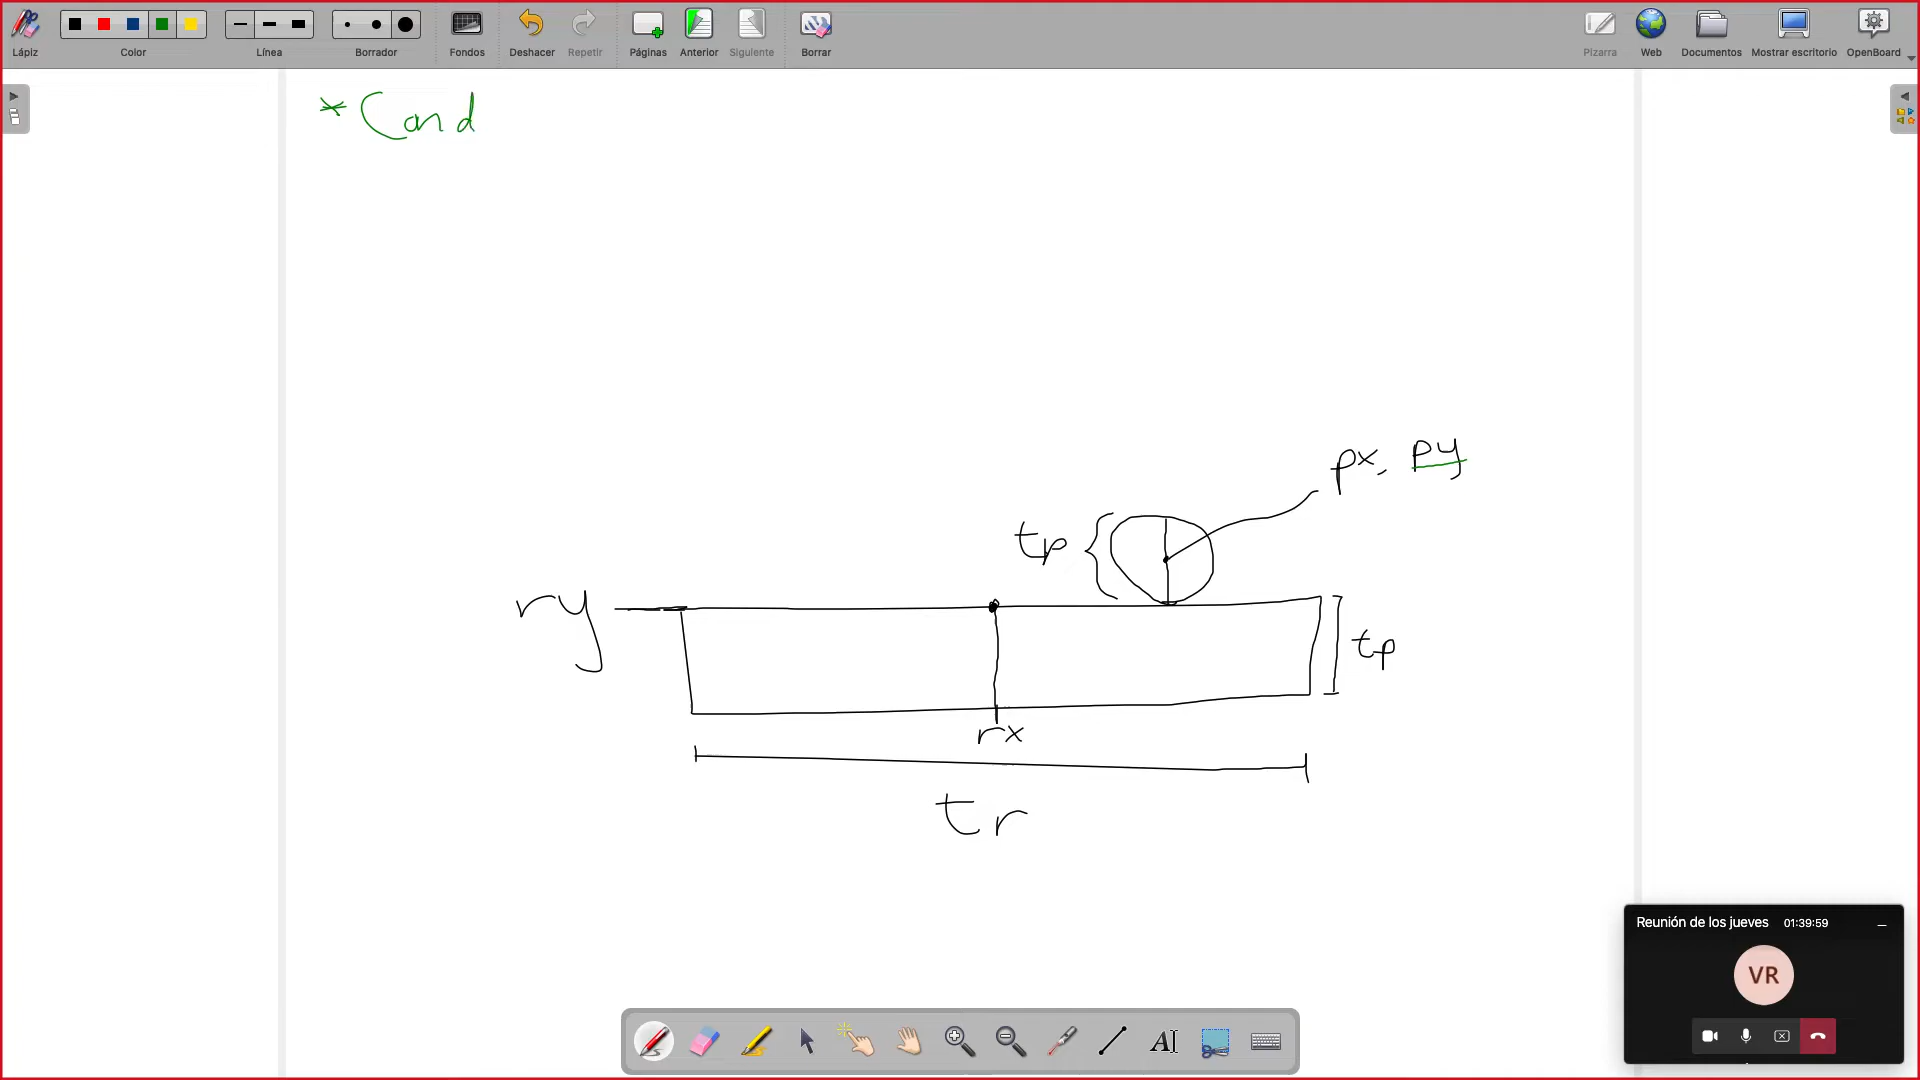 Lápiz Color Línea Borrador Fondos Deshacer Repetir Páginas Anterior Siguiente Borrar Pizarra Web Documentos Mostrar escritorio OpenBoard
* Cond
px, py
tp
ry
tp
rx
tr
Reunión de los jueves 01:39:59
VR
AI